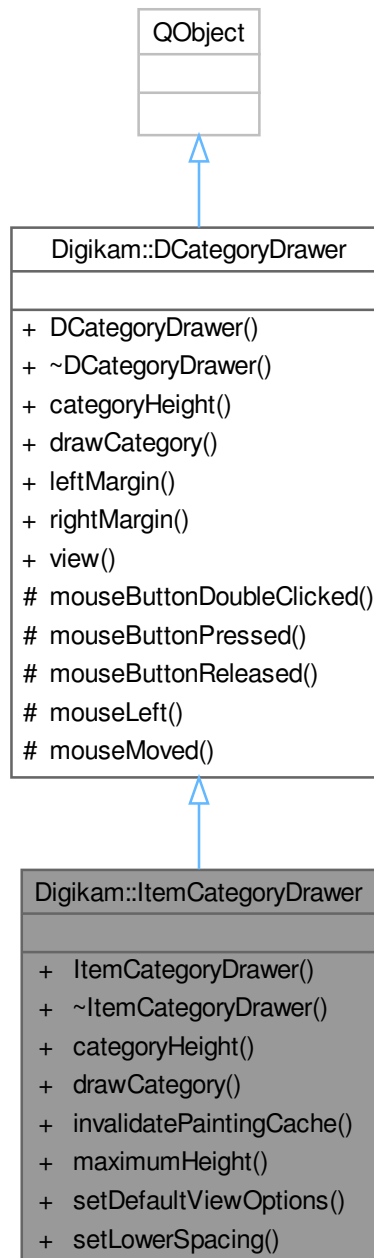 QObject
Digikam::DCategoryDrawer
+ DCategoryDrawer()
+ ~DCategoryDrawer()
+ categoryHeight()
+ drawCategory()
+ leftMargin()
+ rightMargin()
+ view()
# mouseButtonDoubleClicked()
# mouseButtonPressed()
# mouseButtonReleased()
# mouseLeft()
# mouseMoved()
Digikam::ItemCategoryDrawer
+ ItemCategoryDrawer()
+ ~ItemCategoryDrawer()
+ categoryHeight()
+ drawCategory()
+ invalidatePaintingCache()
+ maximumHeight()
+ setDefaultViewOptions()
+ setLowerSpacing()